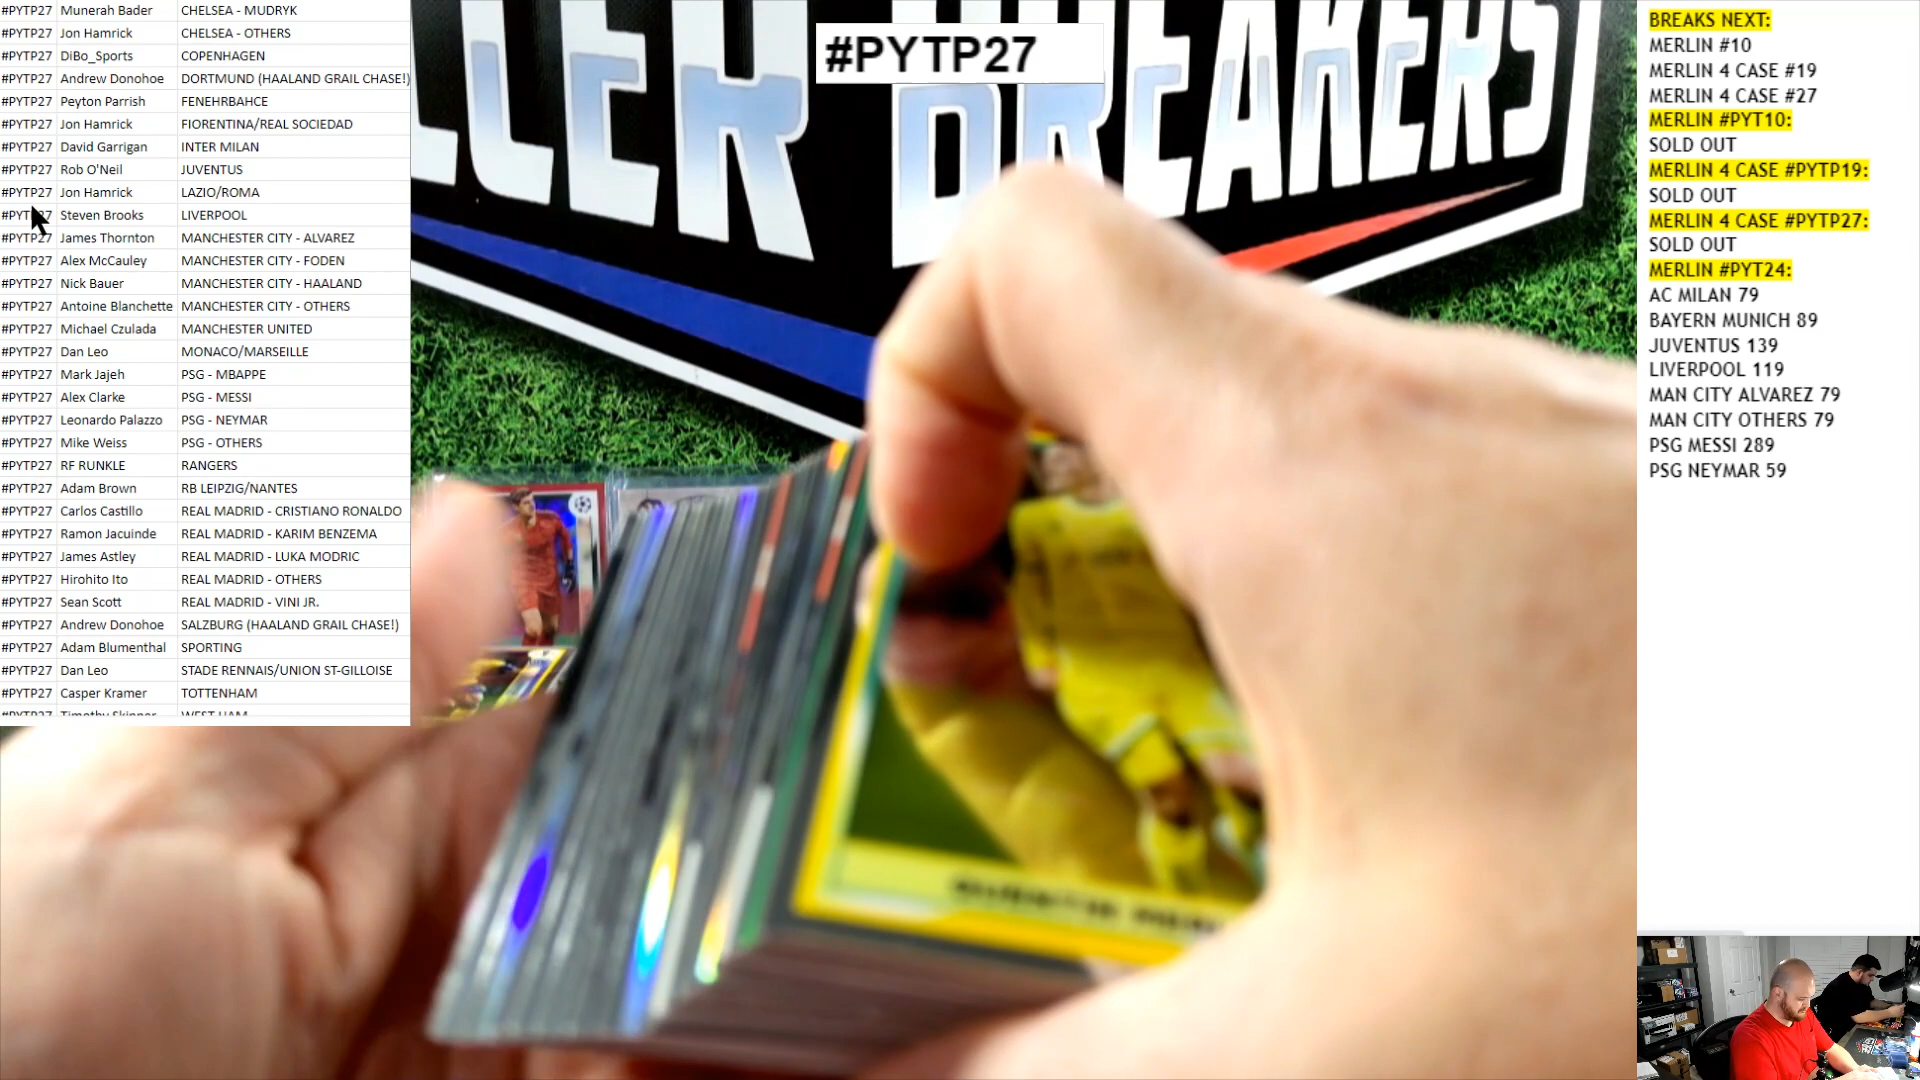 #PYTP27 Munerah Bader CHELSEA - MUDRYK
#PYTP27 Jon Hamrick CHELSEA - OTHERS
#PYTP27 DiBo_Sports COPENHAGEN
#PYTP27 Andrew Donohoe DORTMUND (HAALAND GRAIL CHASE!)
#PYTP27 Peyton Parrish FENEHRBAHCE
#PYTP27 Jon Hamrick FIORENTINA/REAL SOCIEDAD
#PYTP27 David Garrigan INTER MILAN
#PYTP27 Rob O'Neil JUVENTUS
#PYTP27 Jon Hamrick LAZIO/ROMA
#PYTP27 Steven Brooks LIVERPOOL
#PYTP27 James Thornton MANCHESTER CITY - ALVAREZ
#PYTP27 Alex McCauley MANCHESTER CITY - FODEN
#PYTP27 Nick Bauer MANCHESTER CITY - HAALAND
#PYTP27 Antoine Blanchette MANCHESTER CITY - OTHERS
#PYTP27 Michael Czulada MANCHESTER UNITED
#PYTP27 Dan Leo MONACO/MARSEILLE
#PYTP27 Mark Jajeh PSG - MBAPPE
#PYTP27 Alex Clarke PSG - MESSI
#PYTP27 Leonardo Palazzo PSG - NEYMAR
#PYTP27 Mike Weiss PSG - OTHERS
#PYTP27 RF RUNKLE RANGERS
#PYTP27 Adam Brown RB LEIPZIG/NANTES
#PYTP27 Carlos Castillo REAL MADRID - CRISTIANO RONALDO
#PYTP27 Ramon Jacuinde REAL MADRID - KARIM BENZEMA
#PYTP27 James Astley REAL MADRID - LUKA MODRIC
#PYTP27 Hirohito Ito REAL MADRID - OTHERS
#PYTP27 Sean Scott REAL MADRID - VINI JR.
#PYTP27 Andrew Donohoe SALZBURG (HAALAND GRAIL CHASE!)
#PYTP27 Adam Blumenthal SPORTING
#PYTP27 Dan Leo STADE RENNAIS/UNION ST-GILLOISE
#PYTP27 Casper Kramer TOTTENHAM
#PYTP27 Timothy Skinner WEST HAM
#PYTP27
BREAKERS
BREAKS NEXT:
MERLIN #10
MERLIN 4 CASE #19
MERLIN 4 CASE #27
MERLIN #PYT10:
SOLD OUT
MERLIN 4 CASE #PYTP19:
SOLD OUT
MERLIN 4 CASE #PYTP27:
SOLD OUT
MERLIN #PYT24:
AC MILAN 79
BAYERN MUNICH 89
JUVENTUS 139
LIVERPOOL 119
MAN CITY ALVAREZ 79
MAN CITY OTHERS 79
PSG MESSI 289
PSG NEYMAR 59